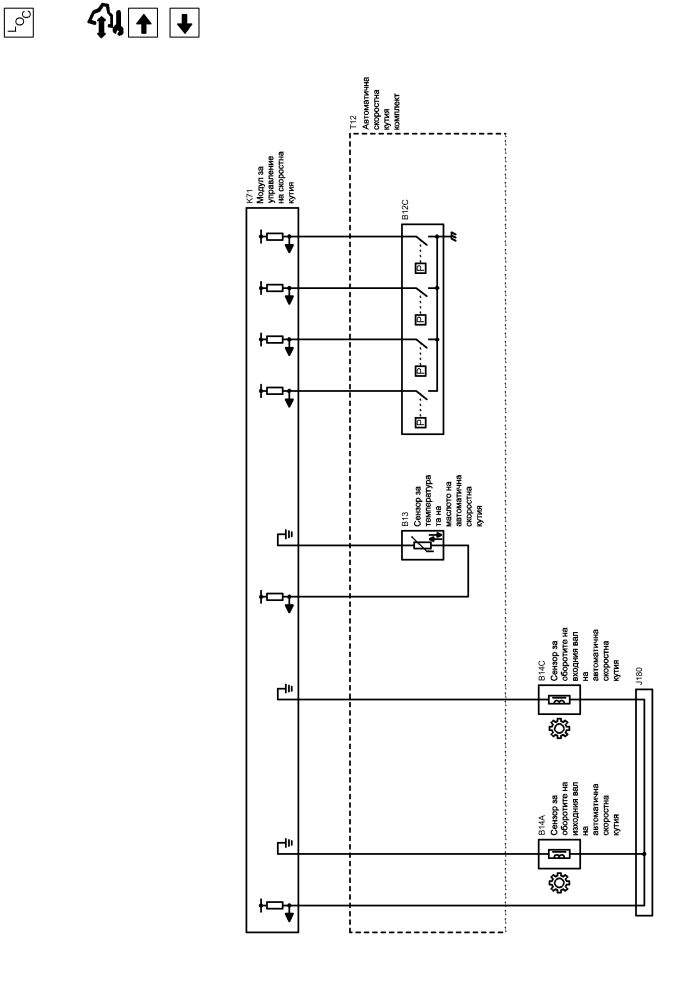 LOC
K71
Модул за
управление
на скоростна
кутия
T12
Автоматична
скоростна
кутия
комплект
B12C
P
P
P
P
B13
Сензор за
температура
та на
маслото на
автоматична
скоростна
кутия
B14C
Сензор за
оборотите на
входния вал
на
автоматична
скоростна
кутия
J180
B14A
Сензор за
оборотите на
изходния вал
на
автоматична
скоростна
кутия